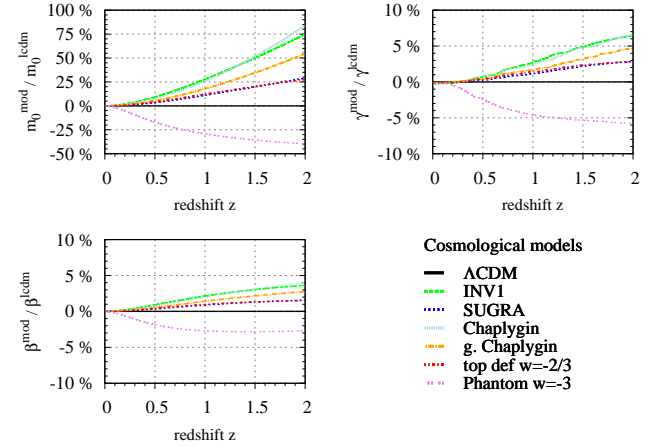 100 %
75 %
50 %
25 %
0 %
-25 %
-50 %
m₀ᵐᵒᵈ / m₀ˡᶜᵈᵐ
0 0.5 1 1.5 2
redshift z
10 %
5 %
0 %
-5 %
-10 %
γᵐᵒᵈ / γˡᶜᵈᵐ
0 0.5 1 1.5 2
redshift z
10 %
5 %
0 %
-5 %
-10 %
βᵐᵒᵈ / βˡᶜᵈᵐ
0 0.5 1 1.5 2
redshift z
Cosmological models
ΛCDM
INV1
SUGRA
Chaplygin
g. Chaplygin
top def w=-2/3
Phantom w=-3